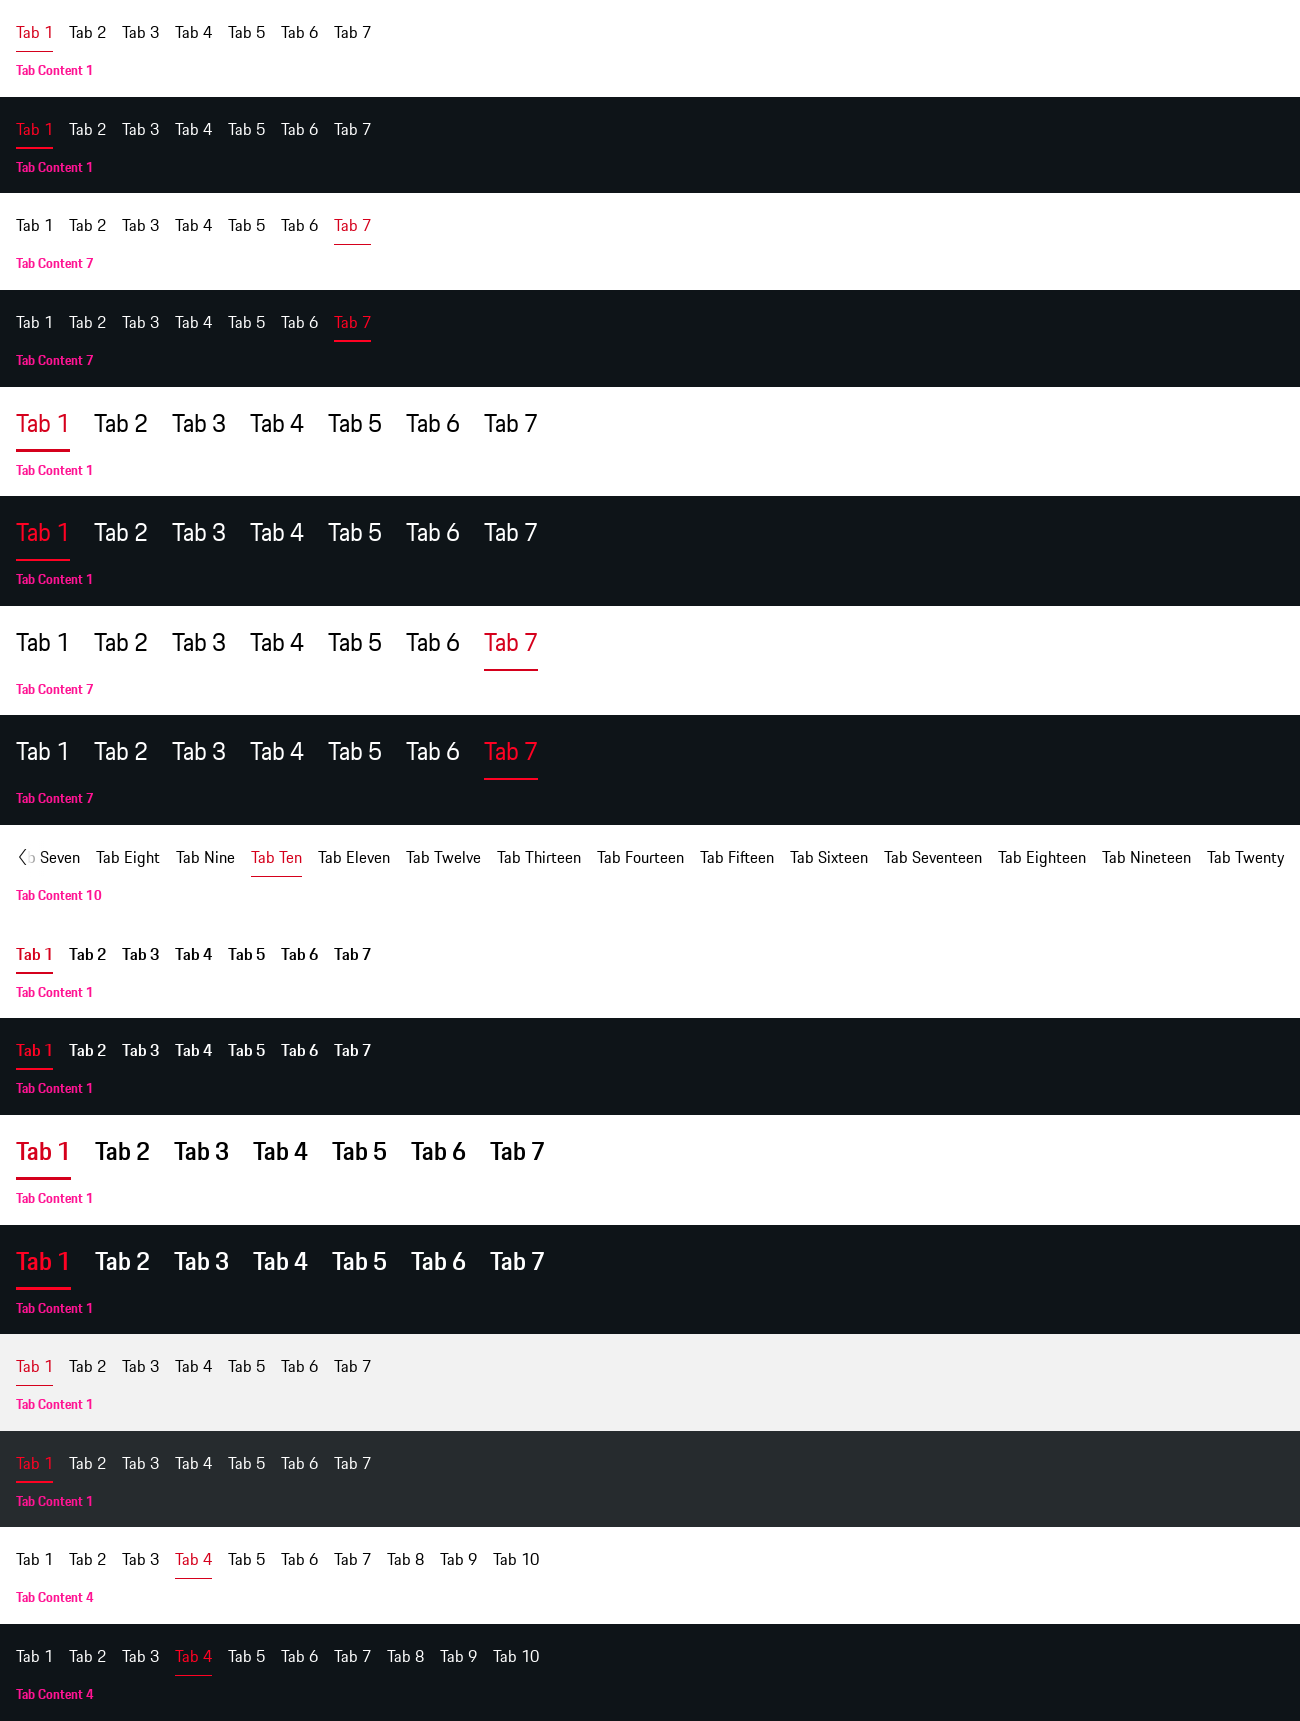 Tab 1 Tab 2 Tab 3 Tab 4 Tab 5 Tab 6 Tab 7
Tab Content 1
Tab 1 Tab 2 Tab 3 Tab 4 Tab 5 Tab 6 Tab 7
Tab Content 1
Tab 1 Tab 2 Tab 3 Tab 4 Tab 5 Tab 6 Tab 7
Tab Content 7
Tab 1 Tab 2 Tab 3 Tab 4 Tab 5 Tab 6 Tab 7
Tab Content 7
Tab 1 Tab 2 Tab 3 Tab 4 Tab 5 Tab 6 Tab 7
Tab Content 1
Tab 1 Tab 2 Tab 3 Tab 4 Tab 5 Tab 6 Tab 7
Tab Content 1
Tab 1 Tab 2 Tab 3 Tab 4 Tab 5 Tab 6 Tab 7
Tab Content 7
Tab 1 Tab 2 Tab 3 Tab 4 Tab 5 Tab 6 Tab 7
Tab Content 7
b Seven Tab Eight Tab Nine Tab Ten Tab Eleven Tab Twelve Tab Thirteen Tab Fourteen Tab Fifteen Tab Sixteen Tab Seventeen Tab Eighteen Tab Nineteen Tab Twenty
Tab Content 10
Tab 1 Tab 2 Tab 3 Tab 4 Tab 5 Tab 6 Tab 7
Tab Content 1
Tab 1 Tab 2 Tab 3 Tab 4 Tab 5 Tab 6 Tab 7
Tab Content 1
Tab 1 Tab 2 Tab 3 Tab 4 Tab 5 Tab 6 Tab 7
Tab Content 1
Tab 1 Tab 2 Tab 3 Tab 4 Tab 5 Tab 6 Tab 7
Tab Content 1
Tab 1 Tab 2 Tab 3 Tab 4 Tab 5 Tab 6 Tab 7
Tab Content 1
Tab 1 Tab 2 Tab 3 Tab 4 Tab 5 Tab 6 Tab 7
Tab Content 1
Tab 1 Tab 2 Tab 3 Tab 4 Tab 5 Tab 6 Tab 7 Tab 8 Tab 9 Tab 10
Tab Content 4
Tab 1 Tab 2 Tab 3 Tab 4 Tab 5 Tab 6 Tab 7 Tab 8 Tab 9 Tab 10
Tab Content 4